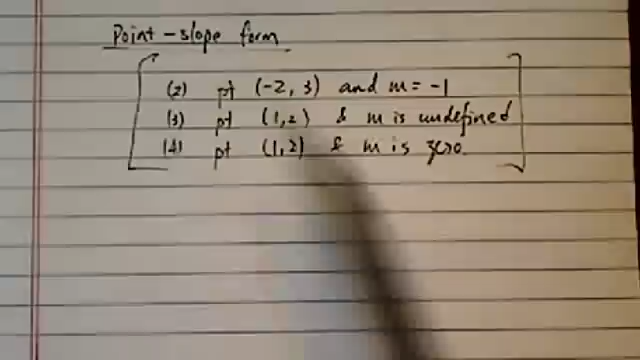 Point-slope form
(2) pt (-2, 3) and m = -1
(3) pt (1,2) & m is undefined
(4) pt (1,2) & m is zero.